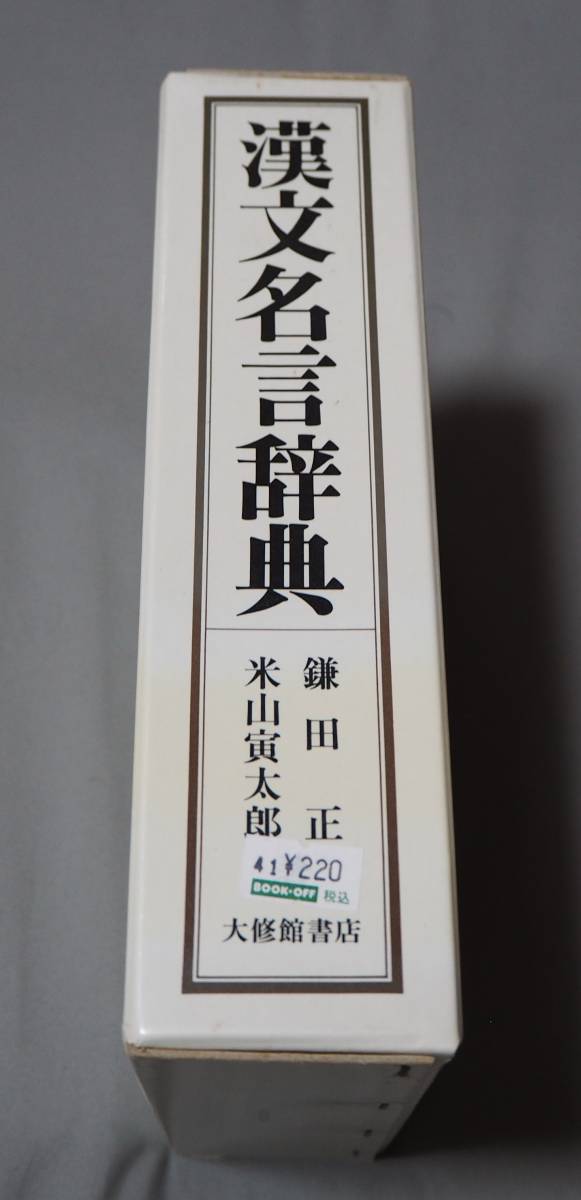 漢文名言辞典
鎌田 正
米山寅太郎
41 ¥220
BOOK·OFF 税込
大修館書店